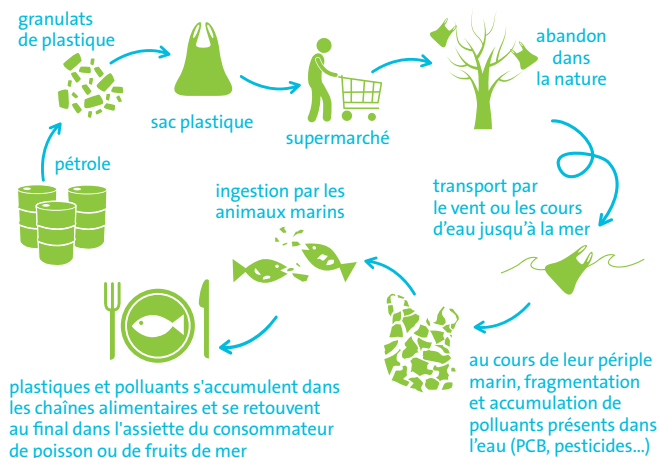 granulats
de plastique
sac plastique
supermarché
abandon
dans
la nature
pétrole
transport par
le vent ou les cours
d'eau jusqu'à la mer
ingestion par les
animaux marins
au cours de leur périple
marin, fragmentation
et accumulation de
polluants présents dans
l'eau (PCB, pesticides...)
plastiques et polluants s'accumulent dans
les chaînes alimentaires et se retouvent
au final dans l'assiette du consommateur
de poisson ou de fruits de mer